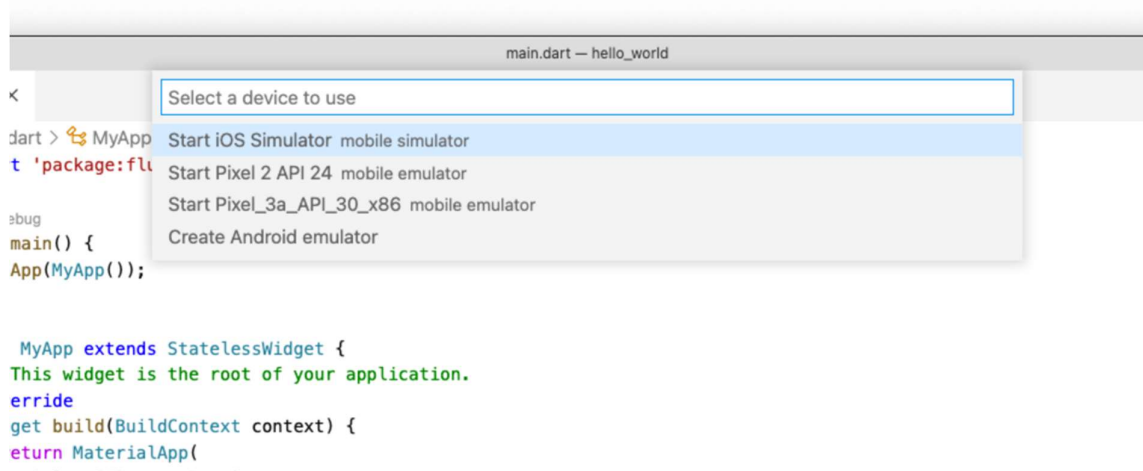 main.dart — hello_world
Select a device to use
dart > MyApp
Start iOS Simulator mobile simulator
t 'package:flu
Start Pixel 2 API 24 mobile emulator
Start Pixel_3a_API_30_x86 mobile emulator
ebug
Create Android emulator
main() {
App(MyApp());
MyApp extends StatelessWidget {
This widget is the root of your application.
erride
get build(BuildContext context) {
eturn MaterialApp(